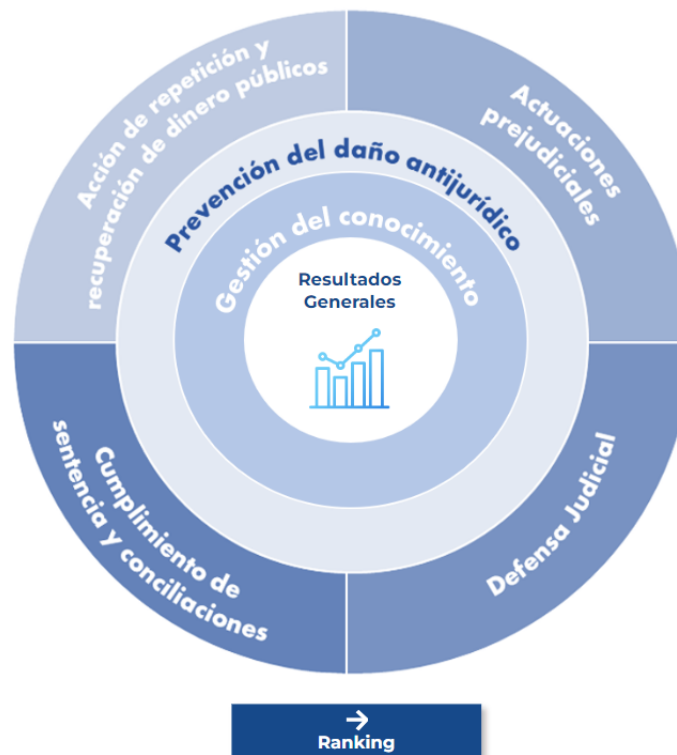 Acción de repetición y
recuperación de dinero públicos
Actuaciones
prejudiciales
Prevención del daño antijurídico
Gestión del conocimiento
Resultados
Generales
Cumplimiento de
sentencia y conciliaciones
Defensa Judicial
→
Ranking